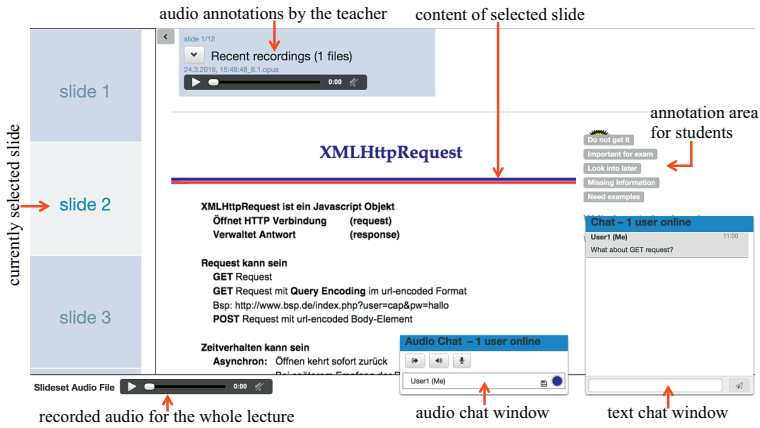 audio annotations by the teacher
content of selected slide
slide 1/12
Recent recordings (1 files)
24.3.2016, 15:48:48_6.1.opus
0:00
slide 1
annotation area
for students
Do not get it
Important for exam
Look into later
Missing Information
Need examples
XMLHttpRequest
currently selected slide
slide 2
XMLHttpRequest ist ein Javascript Objekt
Öffnet HTTP Verbindung (request)
Verwaltet Antwort (response)
Chat – 1 user online
User1 (Me) 11:00
What about GET request?
Request kann sein
GET Request
GET Request mit Query Encoding im url-encoded Format
Bsp: http://www.bsp.de/index.php?user=cap&pw=hallo
POST Request mit url-encoded Body-Element
slide 3
Zeitverhalten kann sein
Asynchron: Öffnen kehrt sofort zurück
Audio Chat – 1 user online
User1 (Me)
Slideset Audio File
0:00
recorded audio for the whole lecture
audio chat window
text chat window